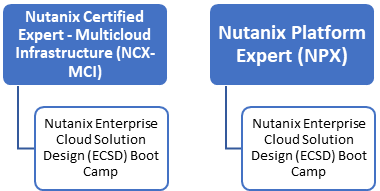 Nutanix Certified
Expert - Multicloud
Infrastructure (NCX-
MCI)
Nutanix Enterprise
Cloud Solution
Design (ECSD) Boot
Camp
Nutanix Platform
Expert (NPX)
Nutanix Enterprise
Cloud Solution
Design (ECSD) Boot
Camp